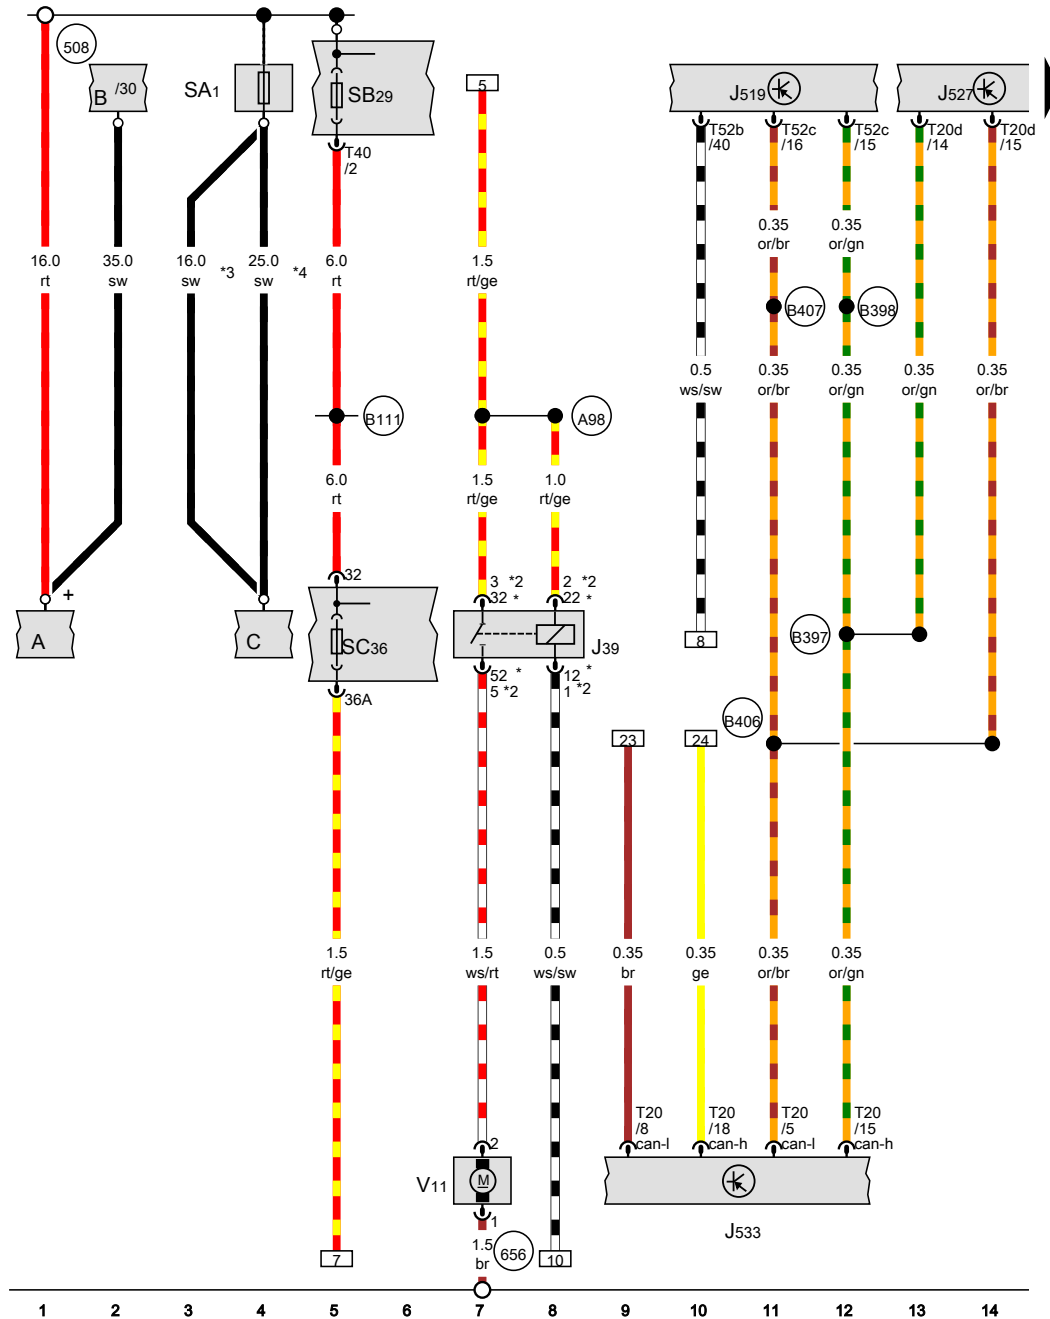 508
B /30
SA1
SB29
5
J519
J527
T40
/2
T52b
/40
T52c
/16
T52c
/15
T20d
/14
T20d
/15
0.35
or/br
0.35
or/gn
16.0
rt
35.0
sw
16.0
sw
*3
25.0
sw
*4
6.0
rt
1.5
rt/ge
B407
B398
0.5
ws/sw
0.35
or/br
0.35
or/gn
0.35
or/gn
0.35
or/br
B111
A98
6.0
rt
1.5
rt/ge
1.0
rt/ge
32
3 *2
32 *
2 *2
22 *
+
A
C
SC36
J39
8
B397
52 *
5 *2
12 *
1 *2
36A
B406
23
24
1.5
rt/ge
1.5
ws/rt
0.5
ws/sw
0.35
br
0.35
ge
0.35
or/br
0.35
or/gn
T20
/8
can-l
T20
/18
can-h
T20
/5
can-l
T20
/15
can-h
2
V11
M
1
J533
1.5
br
656
7
10
1 2 3 4 5 6 7 8 9 10 11 12 13 14